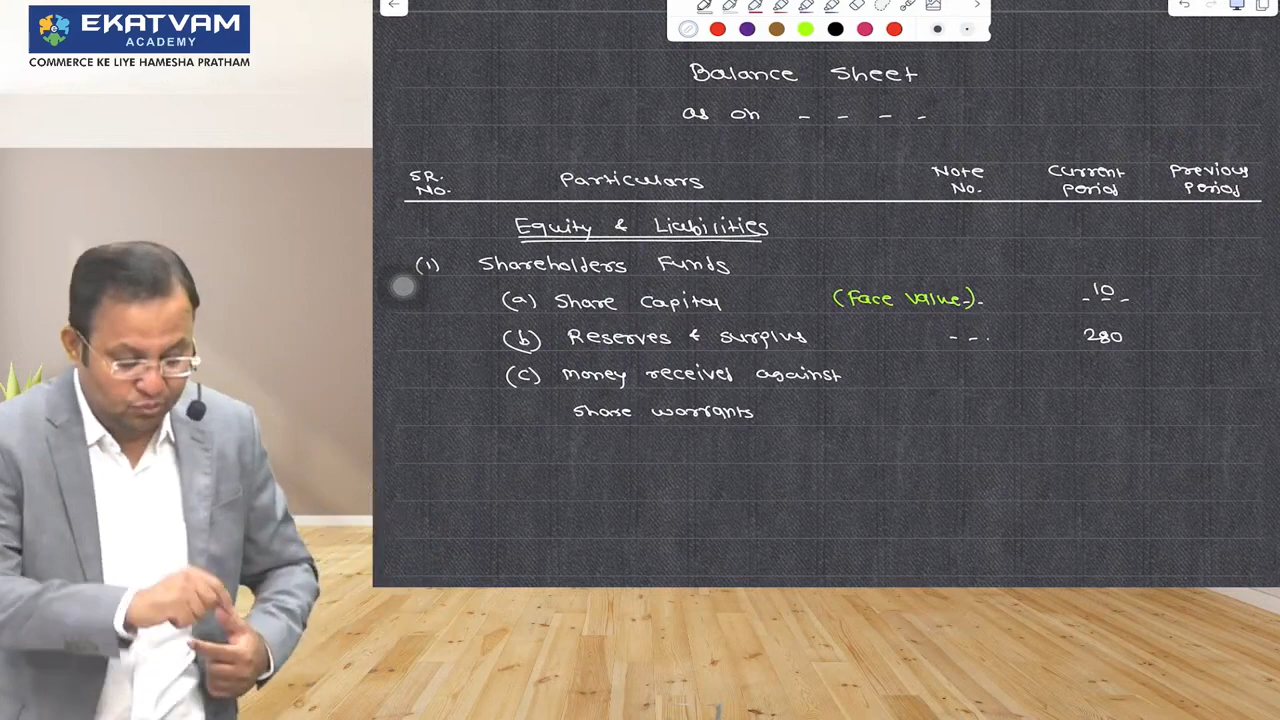 EKATVAM
ACADEMY
COMMERCE KE LIYE HAMESHA PRATHAM
Balance Sheet
as on - - - -
SR. No. Particulars Note No. Current Period Previous Period
Equity & Liabilities
(1) Shareholders Funds
(a) Share Capital (Face Value) 10
(b) Reserves & Surplus 280
(c) Money received against
Share warrants